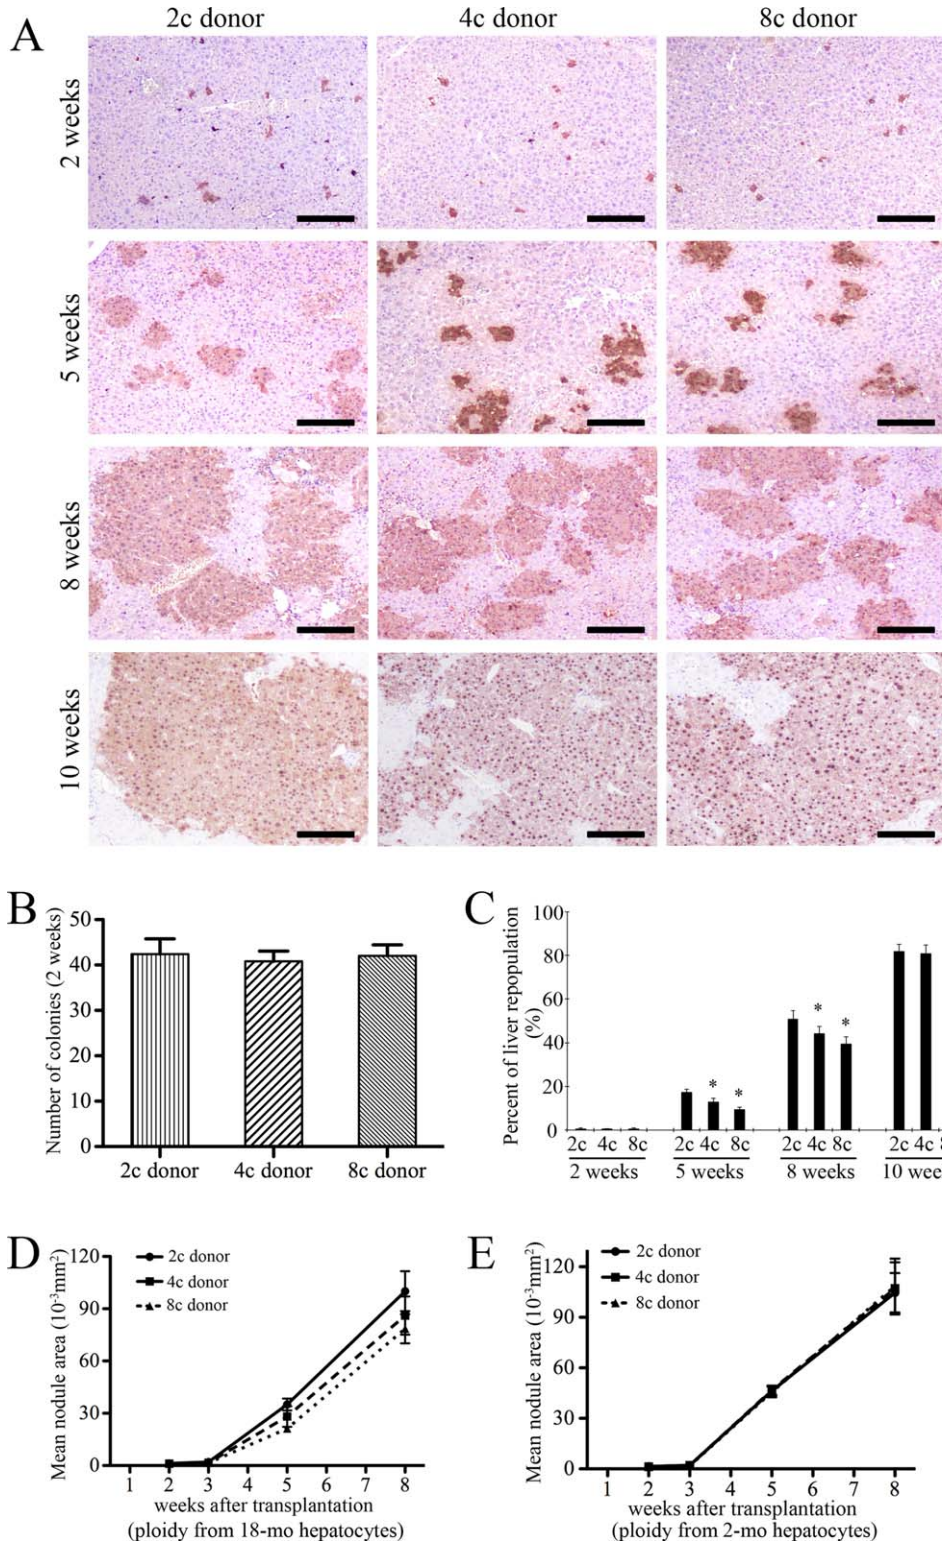 A
2c donor 4c donor 8c donor
2 weeks
5 weeks
8 weeks
10 weeks
B
Number of colonies (2 weeks)
50
40
30
20
10
0
2c donor 4c donor 8c donor
C
Percent of liver repopulation
(%)
100
80
60
40
20
0
* *
* *
2c 4c 8c 2c 4c 8c 2c 4c 8c 2c 4c
2 weeks 5 weeks 8 weeks 10
D
Mean nodule area (10⁻³mm²)
120
90
60
30
0
2c donor
4c donor
8c donor
1 2 3 4 5 6 7 8
weeks after transplantation
(ploidy from 18-mo hepatocytes)
E
Mean nodule area (10⁻³mm²)
120
90
60
30
0
2c donor
4c donor
8c donor
1 2 3 4 5 6 7 8
weeks after transplantation
(ploidy from 2-mo hepatocytes)